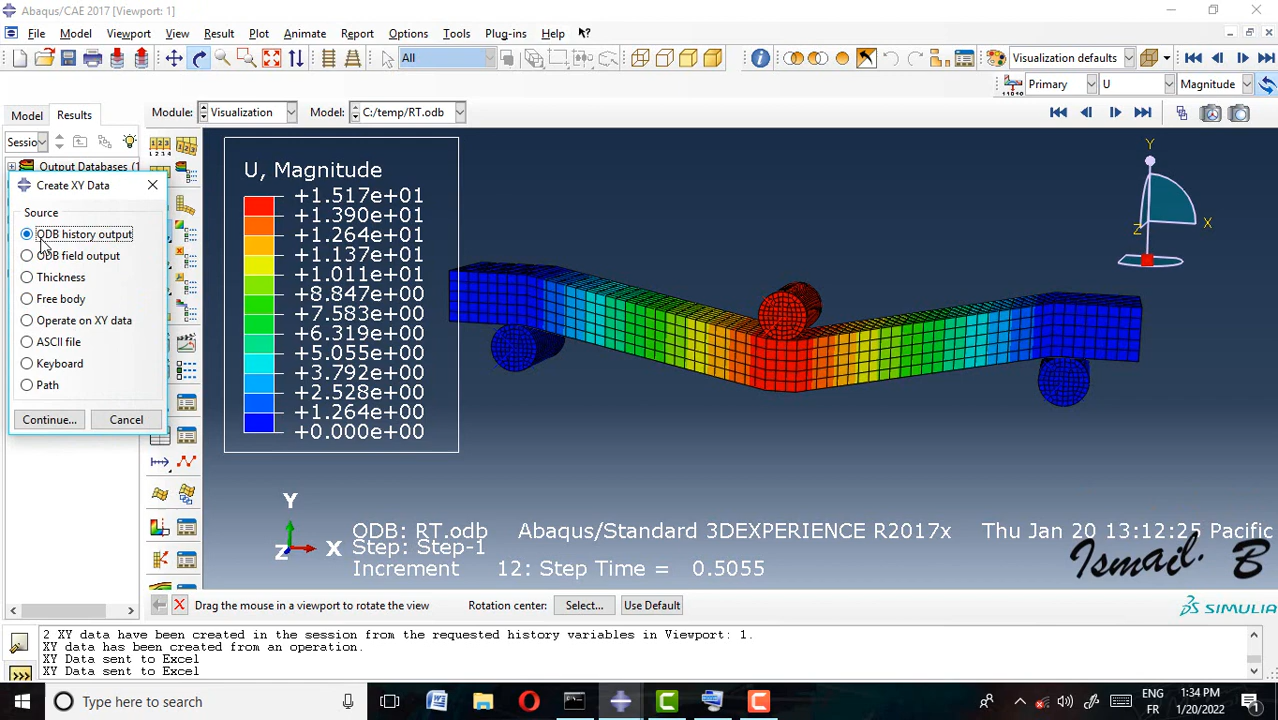 Abaqus/CAE 2017 [Viewport: 1]
File Model Viewport View Result Plot Animate Report Options Tools Plug-ins Help
All
Visualization defaults
Primary U Magnitude
Model Results
Module: Visualization Model: C:/temp/RT.odb
Sessio
Output Databases (1
Create XY Data
Source
ODB history output
ODB field output
Thickness
Free body
Operate on XY data
ASCII file
Keyboard
Path
Continue... Cancel
U, Magnitude
+1.517e+01
+1.390e+01
+1.264e+01
+1.137e+01
+1.011e+01
+8.847e+00
+7.583e+00
+6.319e+00
+5.055e+00
+3.792e+00
+2.528e+00
+1.264e+00
+0.000e+00
Y
Z
X
Y
Z
X
ODB: RT.odb Abaqus/Standard 3DEXPERIENCE R2017x Thu Jan 20 13:12:25 Pacific
Step: Step-1
Increment 12: Step Time = 0.5055
Ismail. B
Drag the mouse in a viewport to rotate the view Rotation center: Select... Use Default
SIMULIA
2 XY data have been created in the session from the requested history variables in Viewport: 1.
XY data has been created from an operation.
XY Data sent to Excel
XY Data sent to Excel
Type here to search
ENG
FR
1:34 PM
1/20/2022
1